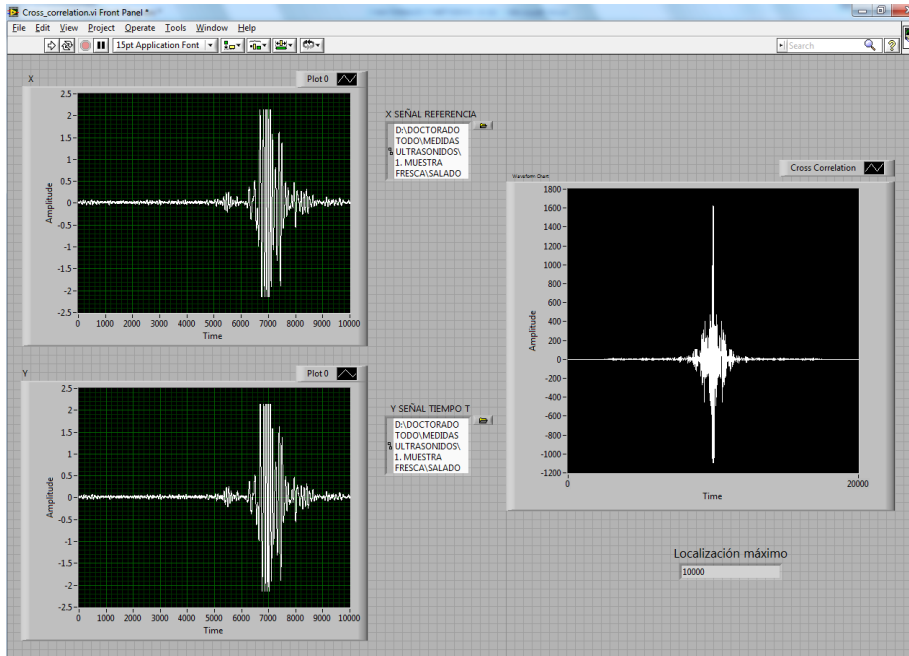 Cross_correlation.vi Front Panel *
File Edit View Project Operate Tools Window Help
15pt Application Font
Search
X
Plot 0
2.5
2
1.5
1
0.5
0
-0.5
-1
-1.5
-2
-2.5
Amplitude
0 1000 2000 3000 4000 5000 6000 7000 8000 9000 10000
Time
X SEÑAL REFERENCIA
D:\DOCTORADO
TODO\MEDIDAS
ULTRASONIDOS\
1. MUESTRA
FRESCA\SALADO
Y
Plot 0
2.5
2
1.5
1
0.5
0
-0.5
-1
-1.5
-2
-2.5
Amplitude
0 1000 2000 3000 4000 5000 6000 7000 8000 9000 10000
Time
Y SEÑAL TIEMPO T
D:\DOCTORADO
TODO\MEDIDAS
ULTRASONIDOS\
1. MUESTRA
FRESCA\SALADO
Waveform Chart
Cross Correlation
1800
1600
1400
1200
1000
800
600
400
200
0
-200
-400
-600
-800
-1000
-1200
Amplitude
0 20000
Time
Localización máximo
10000